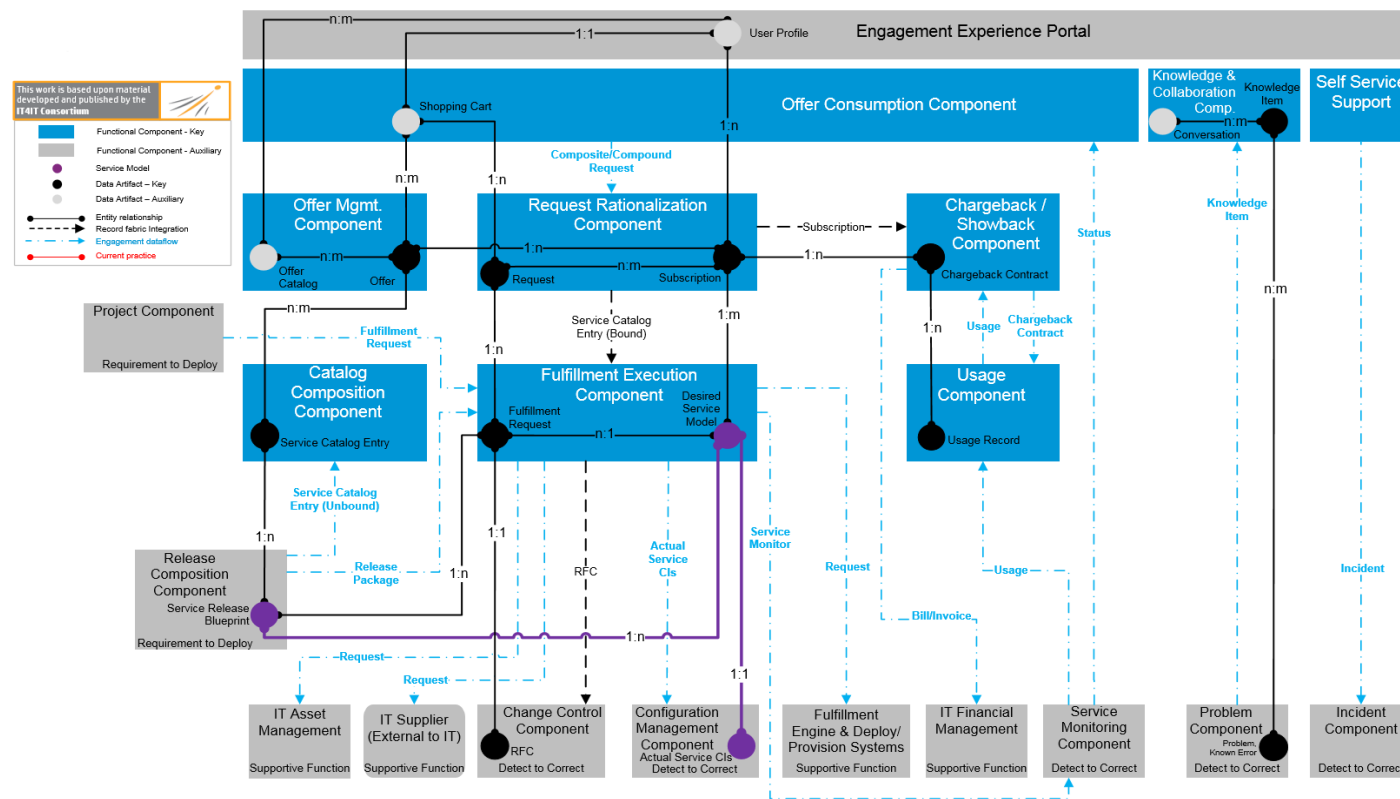 n:m
1:1
User Profile
Engagement Experience Portal
This work is based upon material
developed and published by the
IT4IT Consortium
Functional Component - Key
Functional Component - Auxiliary
Service Model
Data Artifact – Key
Data Artifact – Auxiliary
Entity relationship
Record fabric Integration
Engagement dataflow
Current practice
Shopping Cart
Offer Consumption Component
1:n
Knowledge &
Collaboration
Comp.
Knowledge
Item
n:m
Conversation
Self Service
Support
Composite/Compound
Request
n:m
1:n
Offer Mgmt.
Component
n:m
Offer
Catalog
Offer
Request Rationalization
Component
1:n
n:m
Request
Subscription
Subscription
1:n
Chargeback /
Showback
Component
Chargeback Contract
Status
Knowledge
Item
n:m
n:m
Service Catalog
Entry (Bound)
1:m
1:n
Usage
Chargeback
Contract
Project Component
Requirement to Deploy
Fulfillment
Request
1:n
Catalog
Composition
Component
Service Catalog Entry
Fulfillment Execution
Component
Desired
Service
Model
Fulfillment
Request
n:1
Usage
Component
Usage Record
Service Catalog
Entry (Unbound)
1:n
1:1
Release
Composition
Component
Service Release
Blueprint
Requirement to Deploy
Release
Package
1:n
RFC
Actual
Service
CIs
Service
Monitor
Request
Usage
Incident
Bill/Invoice
1:n
Request
Request
1:1
IT Asset
Management
Supportive Function
IT Supplier
(External to IT)
Supportive Function
Change Control
Component
RFC
Detect to Correct
Configuration
Management
Component
Actual Service CIs
Detect to Correct
Fulfillment
Engine & Deploy/
Provision Systems
Supportive Function
IT Financial
Management
Supportive Function
Service
Monitoring
Component
Detect to Correct
Problem
Component
Problem,
Known Error
Detect to Correct
Incident
Component
Detect to Correct